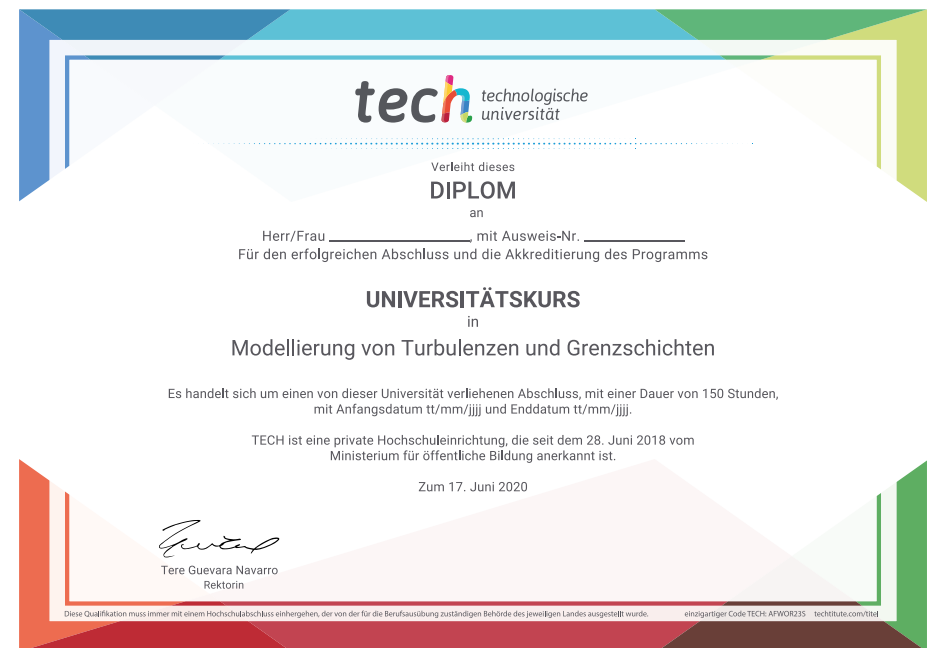 tech technologische
universität
Verleiht dieses
DIPLOM
an
Herr/Frau ____________________, mit Ausweis-Nr. ______________
Für den erfolgreichen Abschluss und die Akkreditierung des Programms
UNIVERSITÄTSKURS
in
Modellierung von Turbulenzen und Grenzschichten
Es handelt sich um einen von dieser Universität verliehenen Abschluss, mit einer Dauer von 150 Stunden,
mit Anfangsdatum tt/mm/jjjj und Enddatum tt/mm/jjjj.
TECH ist eine private Hochschuleinrichtung, die seit dem 28. Juni 2018 vom
Ministerium für öffentliche Bildung anerkannt ist.
Zum 17. Juni 2020
Tere Guevara Navarro
Rektorin
Diese Qualifikation muss immer mit einem Hochschulabschluss einhergehen, der von der für die Berufsausübung zuständigen Behörde des jeweiligen Landes ausgestellt wurde. einzigartiger Code TECH: AFWOR23S techtitute.com/titel